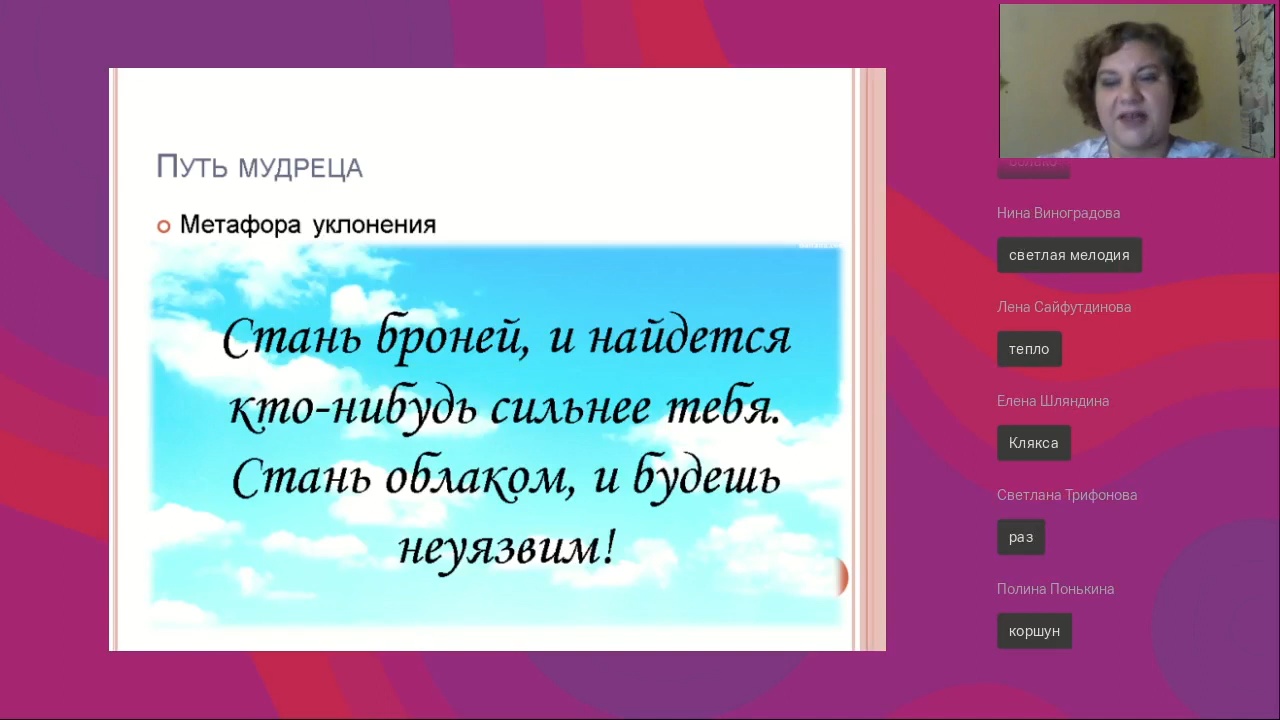 Путь мудреца
Метафора уклонения
Стань броней, и найдется
кто-нибудь сильнее тебя.
Стань облаком, и будешь
неуязвим!
Нина Виноградова
светлая мелодия
Лена Сайфутдинова
тепло
Елена Шляндина
Клякса
Светлана Трифонова
раз
Полина Понькина
коршун